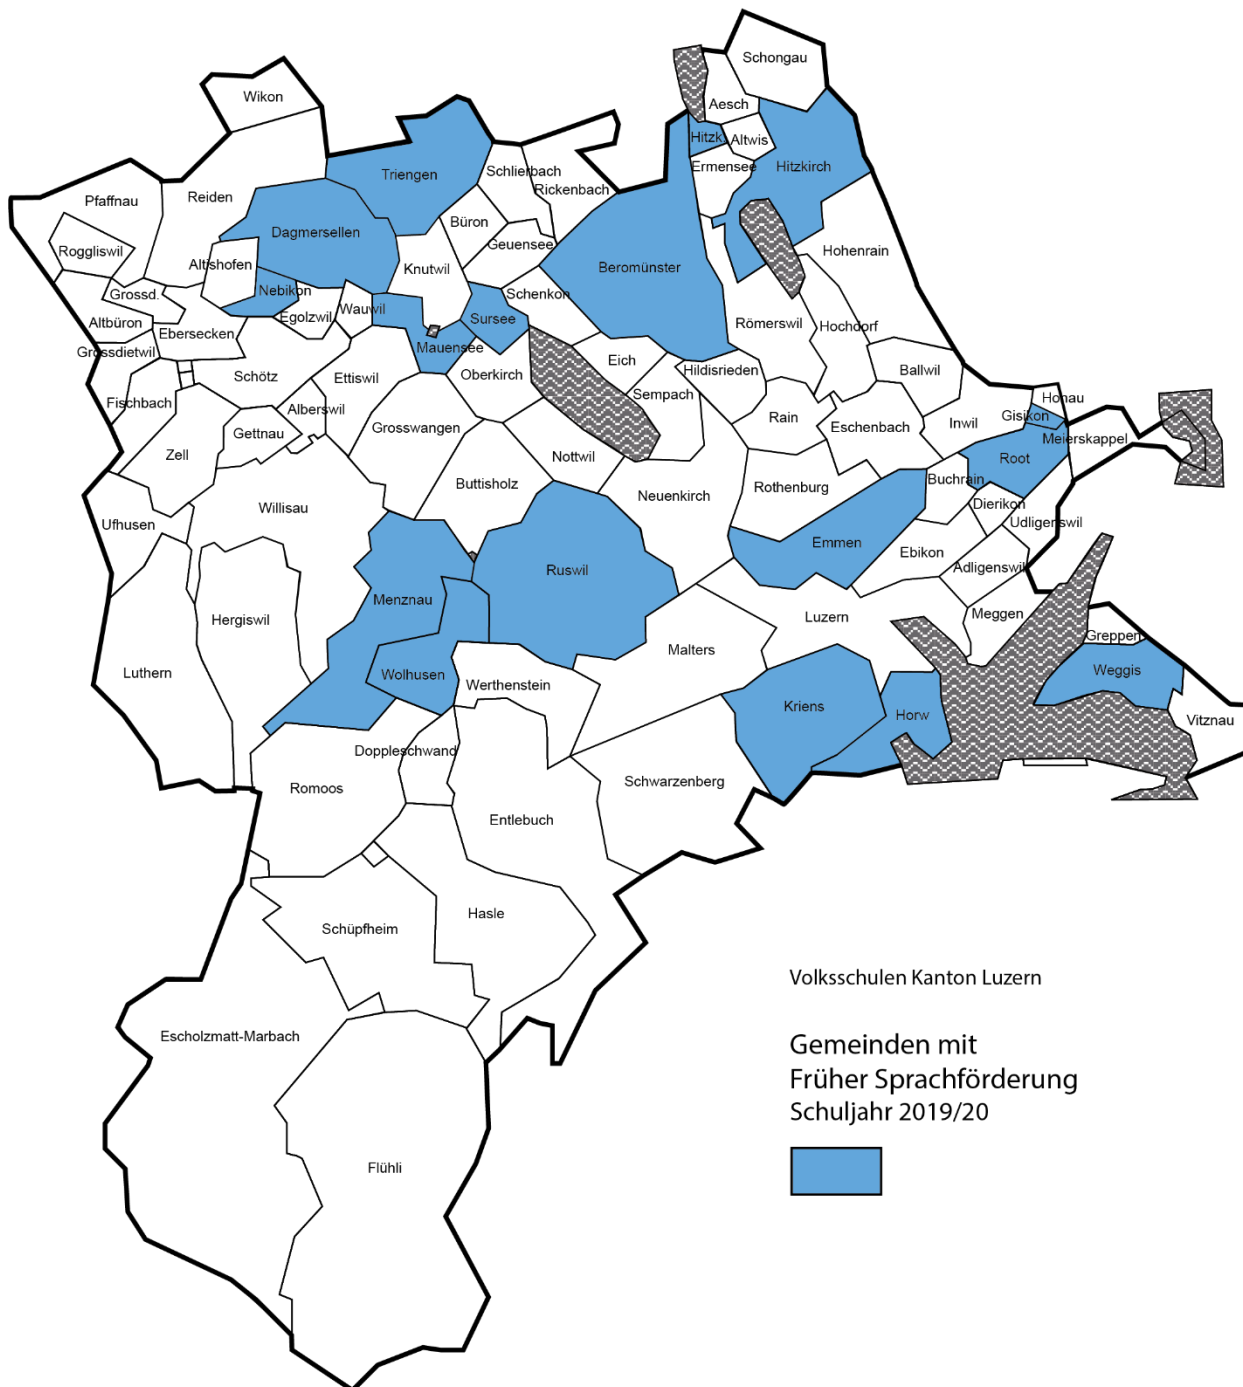 Schongau
Wikon
Aesch
Hitzk.
Altwis
Triengen
Schlierbach
Ermensee
Hitzkirch
Rickenbach
Pfaffnau
Reiden
Dagmersellen
Büron
Roggliswil
Geuensee
Hohenrain
Altishofen
Knutwil
Beromünster
Grossd.
Nebikon
Schenkon
Wauwil
Altbüron
Egolzwil
Sursee
Römerswil
Hochdorf
Ebersecken
Grossdietwil
Mauensee
Eich
Hildisrieden
Ballwil
Schötz
Ettiswil
Oberkirch
Sempach
Honau
Fischbach
Alberswil
Gisikon
Rain
Gettnau
Grosswangen
Eschenbach
Inwil
Meierskappel
Zell
Nottwil
Root
Buttisholz
Neuenkirch
Rothenburg
Buchrain
Willisau
Dierikon
Ufhusen
Udligenswil
Emmen
Ebikon
Ruswil
Adligenswil
Menznau
Hergiswil
Luzern
Meggen
Greppen
Luthern
Malters
Wolhusen
Weggis
Werthenstein
Kriens
Horw
Vitznau
Doppleschwand
Romoos
Schwarzenberg
Entlebuch
Hasle
Schüpfheim
Volksschulen Kanton Luzern
Escholzmatt-Marbach
Gemeinden mit
Früher Sprachförderung
Schuljahr 2019/20
Flühli